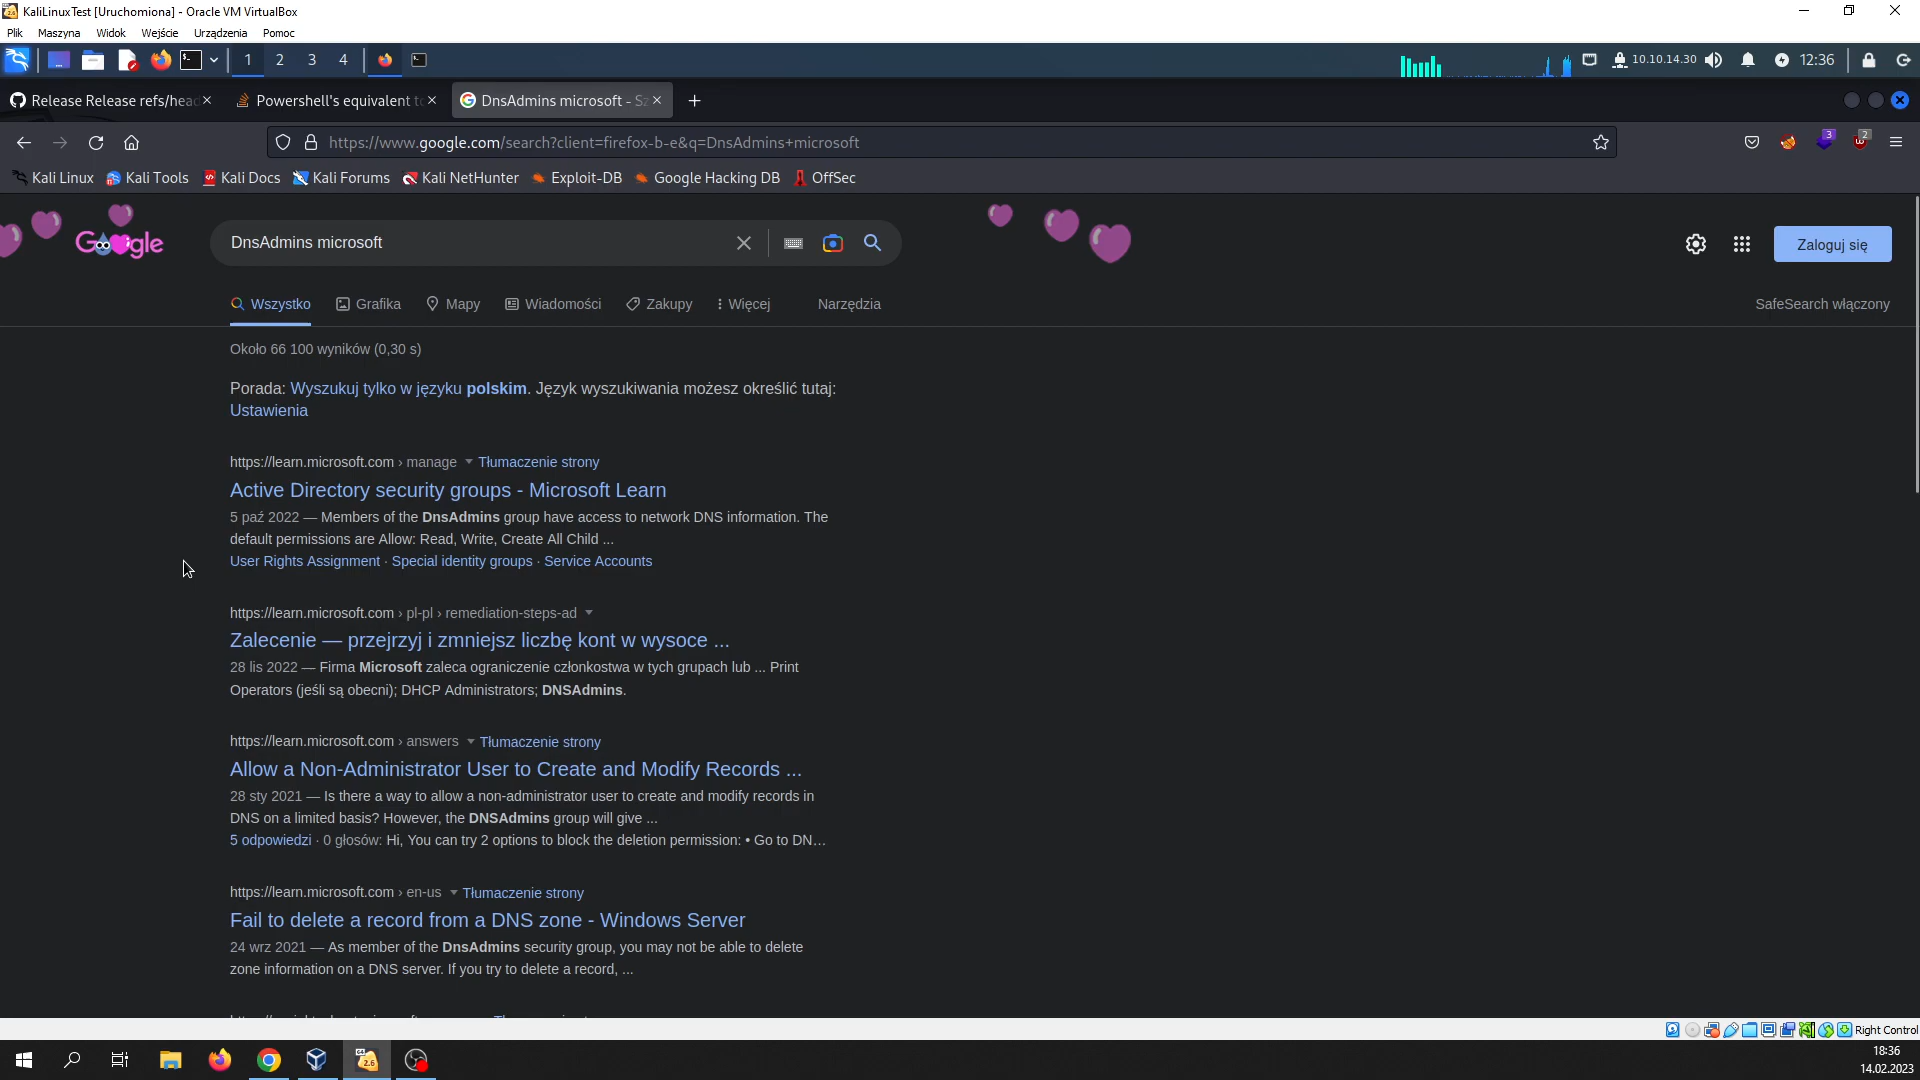 KaliLinuxTest [Uruchomiona] - Oracle VM VirtualBox
Plik Maszyna Widok Wejście Urządzenia Pomoc
1 2 3 4 10.10.14.30 12:36
Release Release refs/head Powershell's equivalent to DnsAdmins microsoft - Sz
https://www.google.com/search?client=firefox-b-e&q=DnsAdmins+microsoft 3 2
Kali Linux Kali Tools Kali Docs Kali Forums Kali NetHunter Exploit-DB Google Hacking DB OffSec
Google DnsAdmins microsoft Zaloguj się
Wszystko Grafika Mapy Wiadomości Zakupy Więcej Narzędzia SafeSearch włączony
Około 66 100 wyników (0,30 s)
Porada: Wyszukuj tylko w języku polskim. Język wyszukiwania możesz określić tutaj:
Ustawienia
https://learn.microsoft.com › manage Tłumaczenie strony
Active Directory security groups - Microsoft Learn
5 paź 2022 — Members of the DnsAdmins group have access to network DNS information. The
default permissions are Allow: Read, Write, Create All Child ...
User Rights Assignment · Special identity groups · Service Accounts
https://learn.microsoft.com › pl-pl › remediation-steps-ad
Zalecenie — przejrzyj i zmniejsz liczbę kont w wysoce ...
28 lis 2022 — Firma Microsoft zaleca ograniczenie członkostwa w tych grupach lub ... Print
Operators (jeśli są obecni); DHCP Administrators; DNSAdmins.
https://learn.microsoft.com › answers Tłumaczenie strony
Allow a Non-Administrator User to Create and Modify Records ...
28 sty 2021 — Is there a way to allow a non-administrator user to create and modify records in
DNS on a limited basis? However, the DNSAdmins group will give ...
5 odpowiedzi · 0 głosów: Hi, You can try 2 options to block the deletion permission: • Go to DN...
https://learn.microsoft.com › en-us Tłumaczenie strony
Fail to delete a record from a DNS zone - Windows Server
24 wrz 2021 — As member of the DnsAdmins security group, you may not be able to delete
zone information on a DNS server. If you try to delete a record, ...
Right Control
64 2.6
18:36
14.02.2023